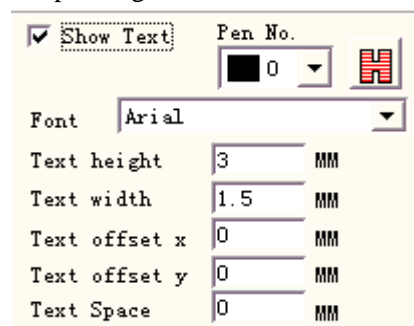 Show Text Pen No.
0
Font Arial
Text height 3 MM
Text width 1.5 MM
Text offset x 0 MM
Text offset y 0 MM
Text Space 0 MM